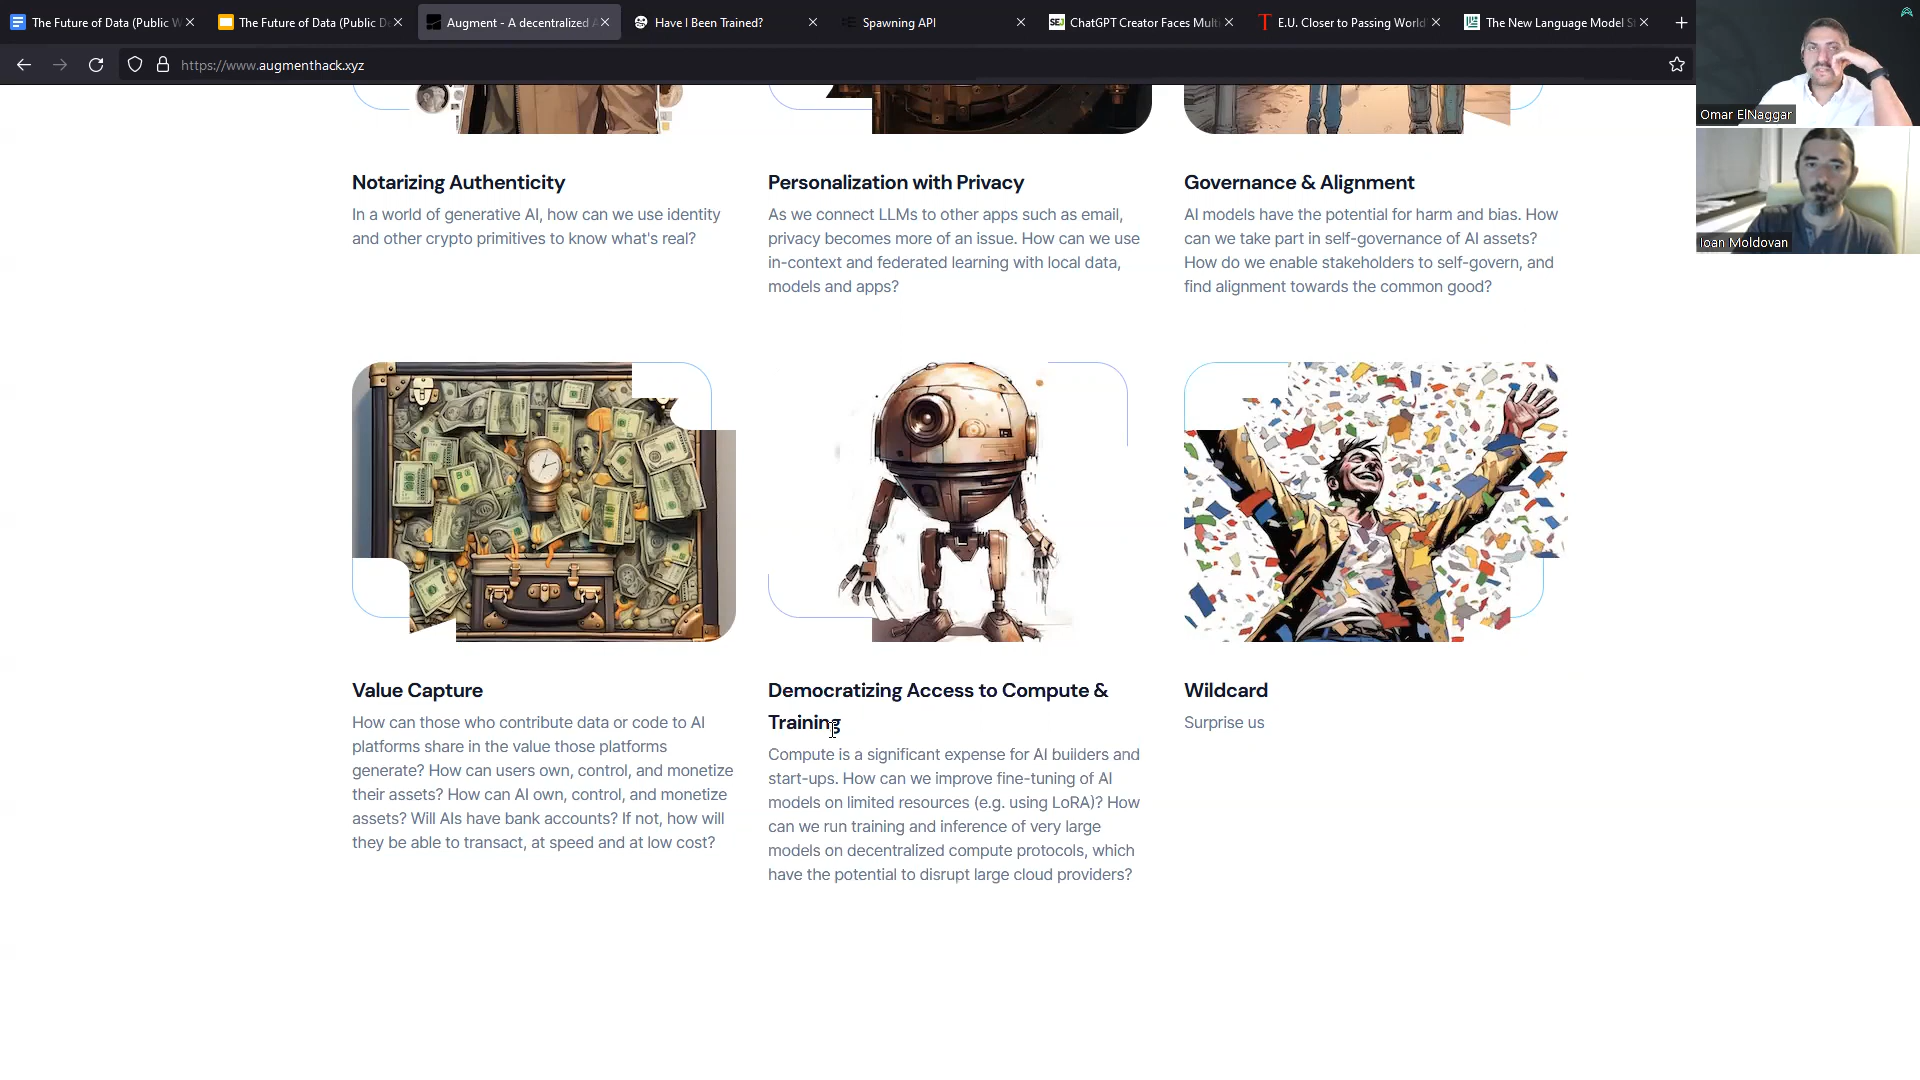 The Future of Data (Public W
The Future of Data (Public De
Augment - A decentralized A
Have I Been Trained?
Spawning API
SEJ
ChatGPT Creator Faces Multi
E.U. Closer to Passing World
The New Language Model St
https://www.augmenthack.xyz
Omar ElNaggar
Ioan Moldovan
Notarizing Authenticity
In a world of generative AI, how can we use identity
and other crypto primitives to know what's real?
Personalization with Privacy
As we connect LLMs to other apps such as email,
privacy becomes more of an issue. How can we use
in-context and federated learning with local data,
models and apps?
Governance & Alignment
AI models have the potential for harm and bias. How
can we take part in self-governance of AI assets?
How do we enable stakeholders to self-govern, and
find alignment towards the common good?
Value Capture
How can those who contribute data or code to AI
platforms share in the value those platforms
generate? How can users own, control, and monetize
their assets? How can AI own, control, and monetize
assets? Will AIs have bank accounts? If not, how will
they be able to transact, at speed and at low cost?
Democratizing Access to Compute &
Training
Compute is a significant expense for AI builders and
start-ups. How can we improve fine-tuning of AI
models on limited resources (e.g. using LoRA)? How
can we run training and inference of very large
models on decentralized compute protocols, which
have the potential to disrupt large cloud providers?
Wildcard
Surprise us